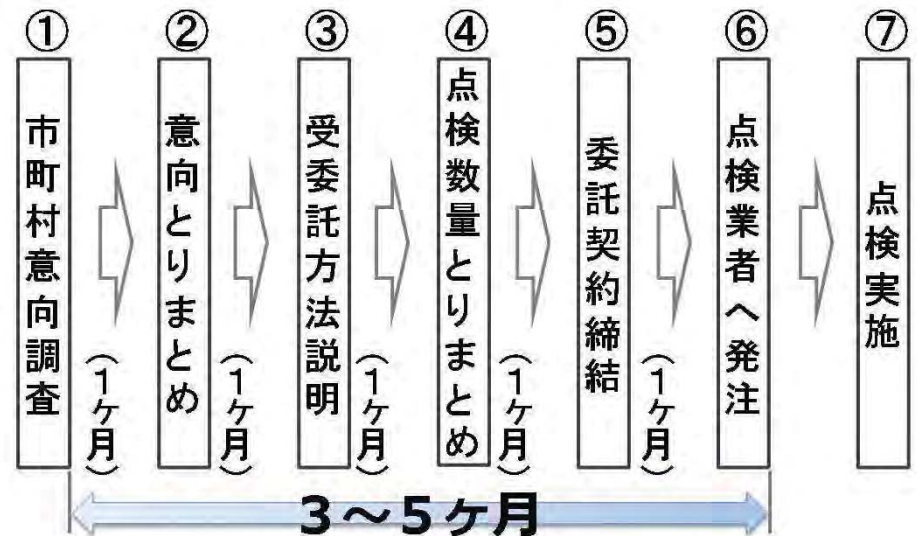 ①
市町村意向調査
(1ヶ月)
②
意向とりまとめ
(1ヶ月)
③
受委託方法説明
(1ヶ月)
④
点検数量とりまとめ
(1ヶ月)
⑤
委託契約締結
(1ヶ月)
⑥
点検業者へ発注
⑦
点検実施
3～5ヶ月